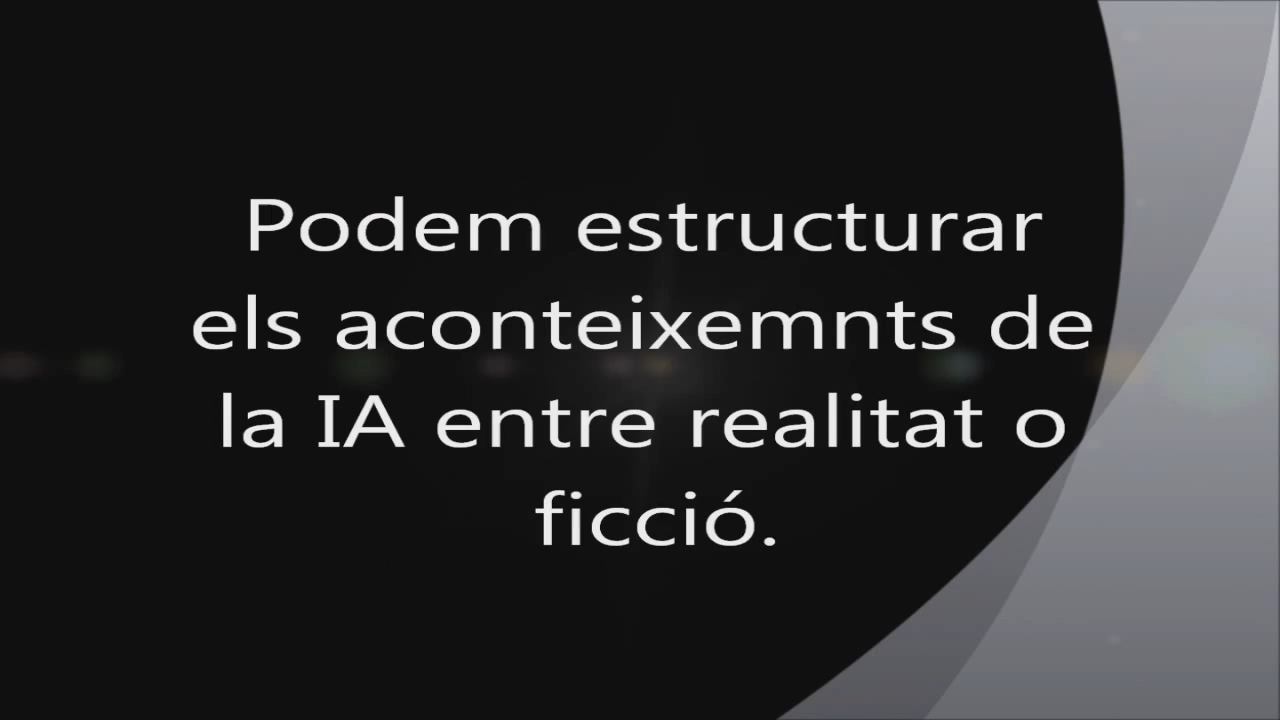 Podem estructurar
els aconteixemnts de
la IA entre realitat o
ficció.